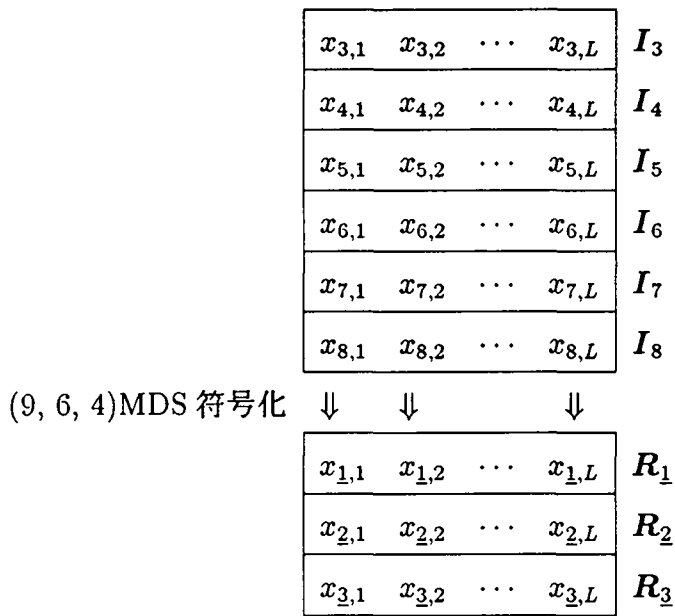 x₃,₁ x₃,₂ ⋯ x₃,L I₃
x₄,₁ x₄,₂ ⋯ x₄,L I₄
x₅,₁ x₅,₂ ⋯ x₅,L I₅
x₆,₁ x₆,₂ ⋯ x₆,L I₆
x₇,₁ x₇,₂ ⋯ x₇,L I₇
x₈,₁ x₈,₂ ⋯ x₈,L I₈
(9, 6, 4)MDS 符号化 ⇓ ⇓ ⇓
x₁̲,₁ x₁̲,₂ ⋯ x₁̲,L R₁̲
x₂̲,₁ x₂̲,₂ ⋯ x₂̲,L R₂̲
x₃̲,₁ x₃̲,₂ ⋯ x₃̲,L R₃̲